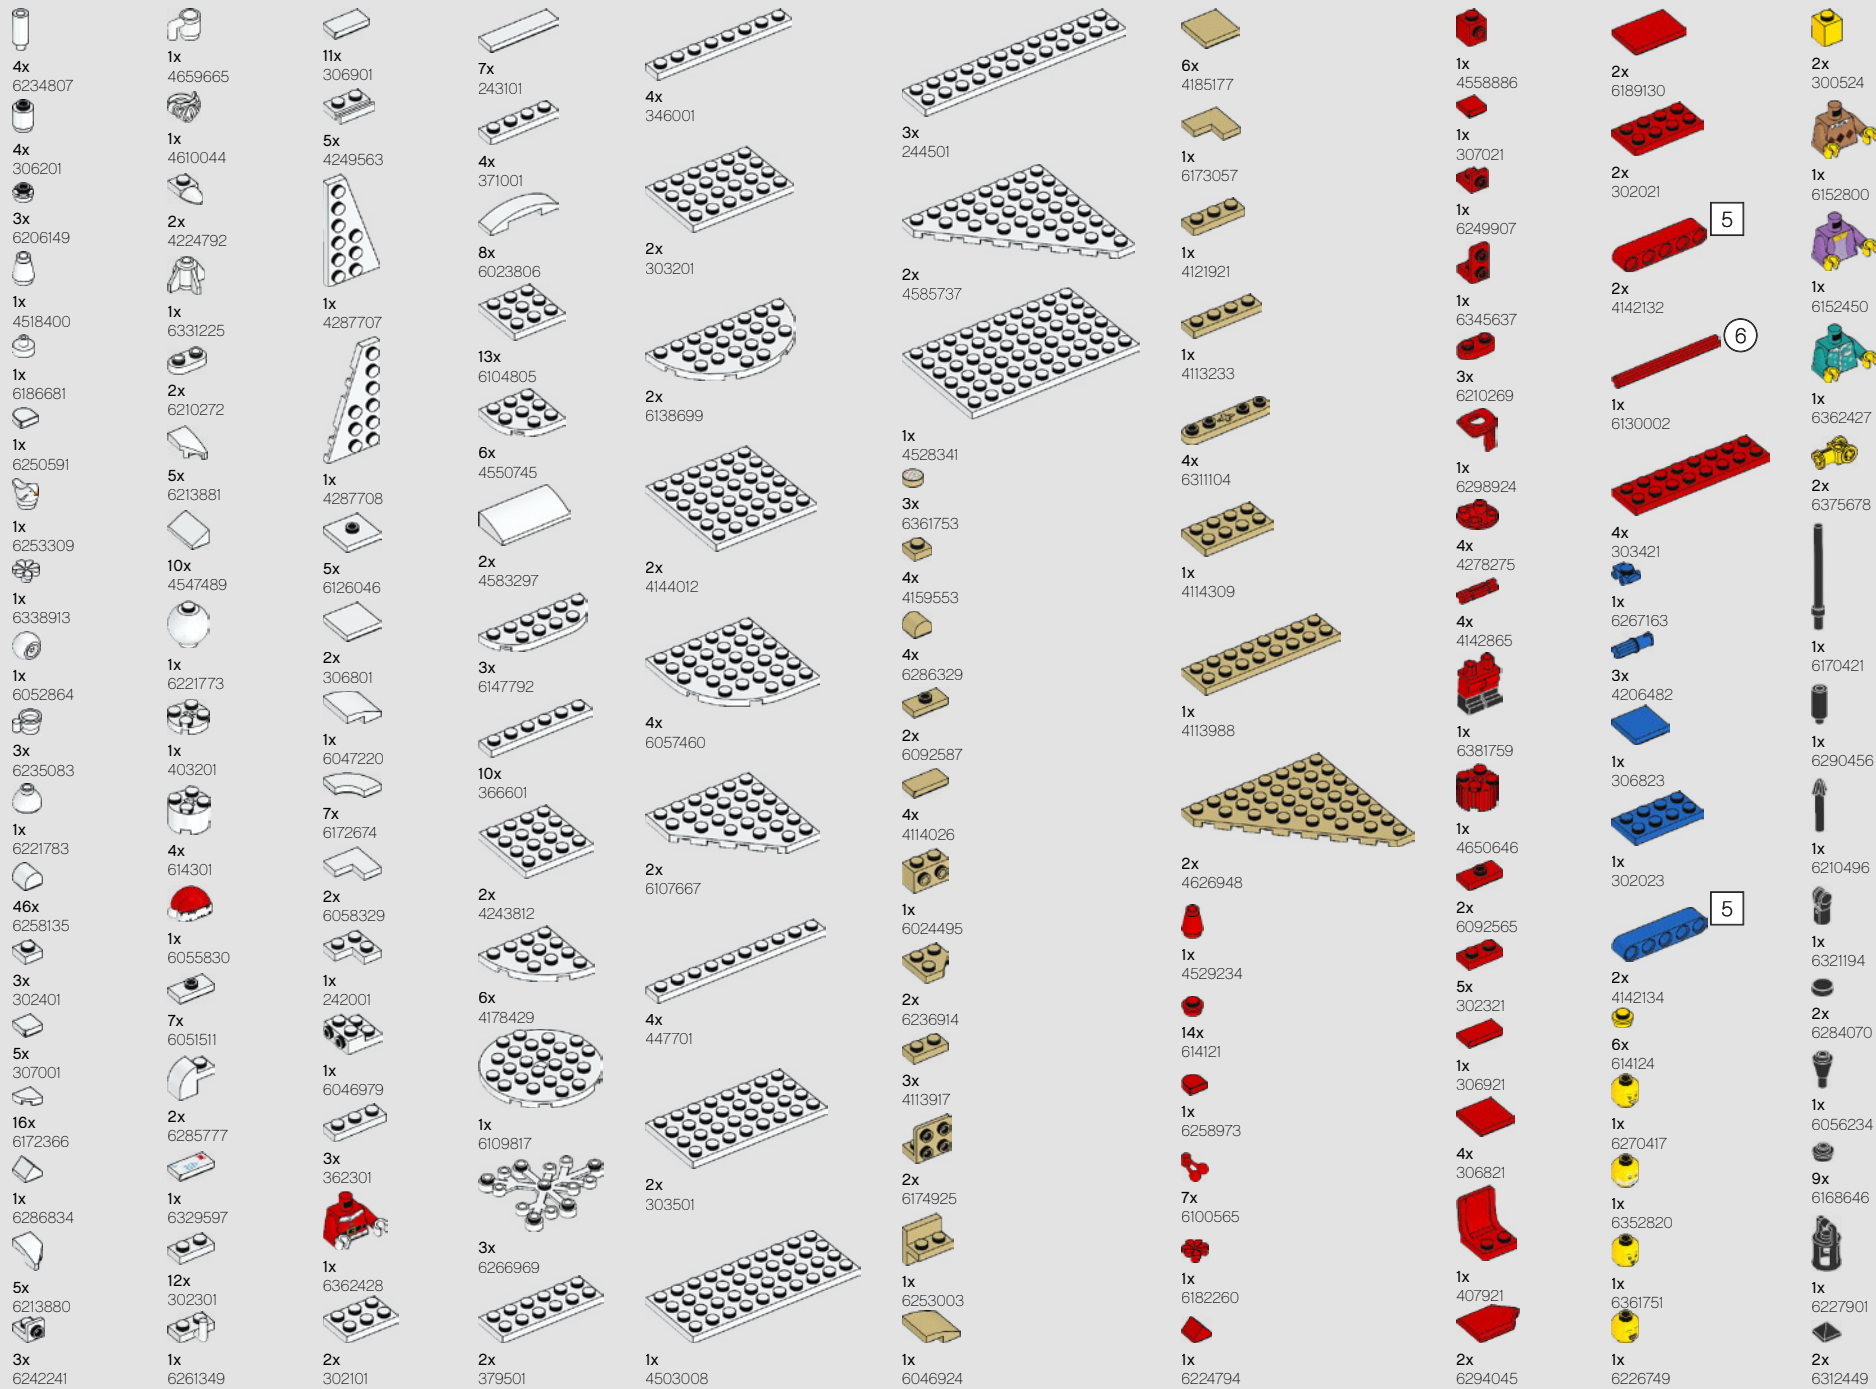 4x
6234807
4x
306201
3x
6206149
1x
4518400
1x
6186681
1x
6250591
1x
6253309
1x
6338913
1x
6052864
3x
6235083
1x
6221783
46x
6258135
3x
302401
5x
307001
16x
6172366
1x
6286834
5x
6213880
3x
6242241
1x
4659665
1x
4610044
2x
4224792
1x
6331225
2x
6210272
5x
6213881
10x
4547489
1x
6221773
1x
403201
4x
614301
1x
6055830
7x
6051511
2x
6285777
1x
6329597
12x
302301
1x
6261349
11x
306901
5x
4249563
1x
4287707
1x
4287708
5x
6126046
2x
306801
1x
6047220
7x
6172674
2x
6058329
1x
242001
1x
6046979
3x
362301
1x
6362428
2x
302101
7x
243101
4x
371001
8x
6023806
13x
6104805
6x
4550745
2x
4583297
3x
6147792
10x
366601
2x
4243812
6x
4178429
1x
6109817
3x
6266969
2x
379501
4x
346001
2x
303201
2x
6138699
2x
4144012
4x
6057460
2x
6107667
4x
447701
2x
303501
1x
4503008
3x
244501
2x
4585737
1x
4528341
3x
6361753
4x
4159553
4x
6286329
2x
6092587
4x
4114026
1x
6024495
2x
6236914
3x
4113917
2x
6174925
1x
6253003
1x
6046924
6x
4185177
1x
6173057
1x
4121921
1x
4113233
4x
6311104
1x
4114309
1x
4113988
2x
4626948
1x
4529234
14x
614121
1x
6258973
7x
6100565
1x
6182260
1x
6224794
1x
4558886
1x
307021
1x
6249907
1x
6345637
3x
6210269
1x
6298924
4x
4278275
4x
4142865
1x
6381759
1x
4650646
2x
6092565
5x
302321
1x
306921
4x
306821
1x
407921
2x
6294045
2x
6189130
2x
302021
5
2x
4142132
6
1x
6130002
4x
303421
1x
6267163
3x
4206482
1x
306823
1x
302023
5
2x
4142134
6x
614124
1x
6270417
1x
6352820
1x
6361751
1x
6226749
2x
300524
1x
6152800
1x
6152450
1x
6362427
2x
6375678
1x
6170421
1x
6290456
1x
6210496
1x
6321194
2x
6284070
1x
6056234
9x
6168646
1x
6227901
2x
6312449